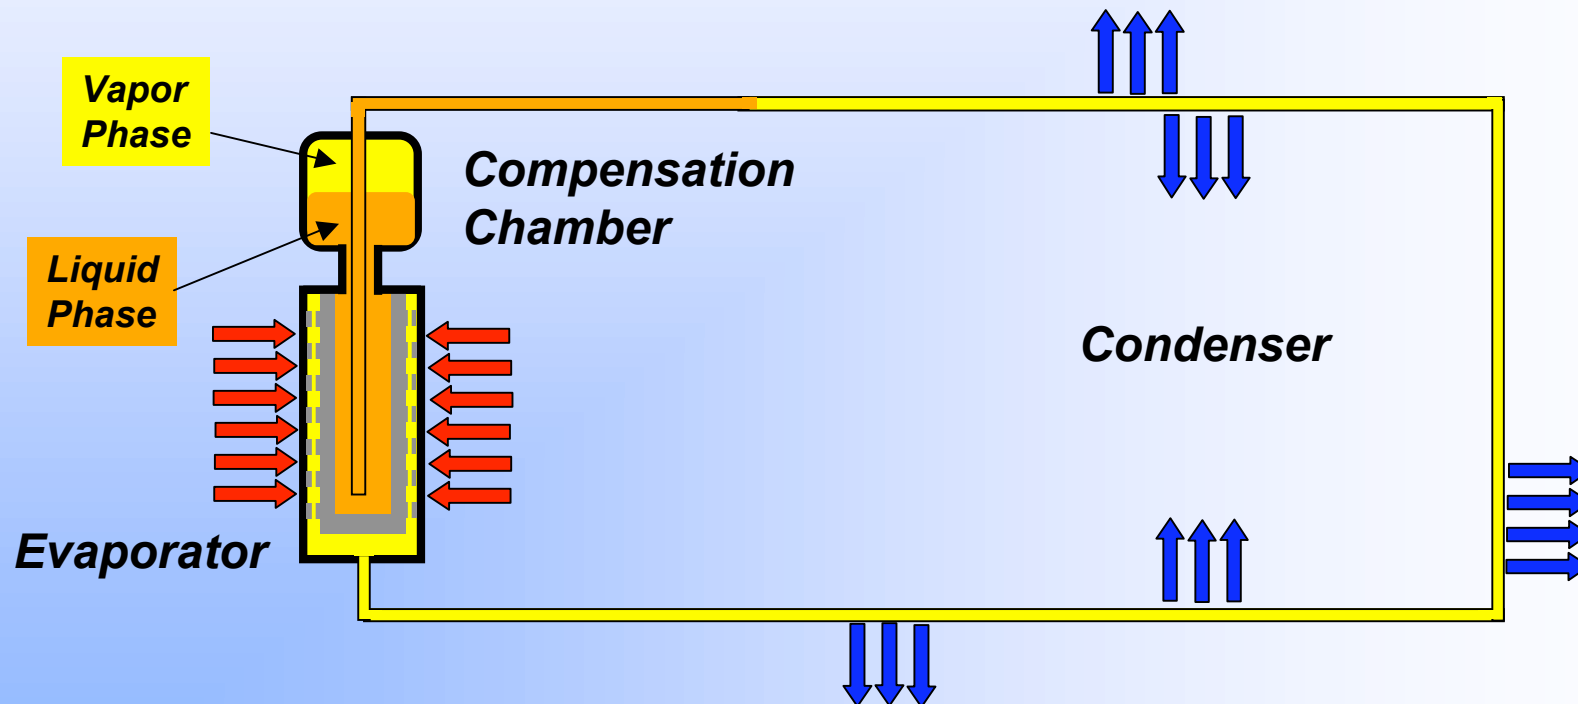 Vapor
Phase
Compensation
Chamber
Liquid
Phase
Condenser
Evaporator